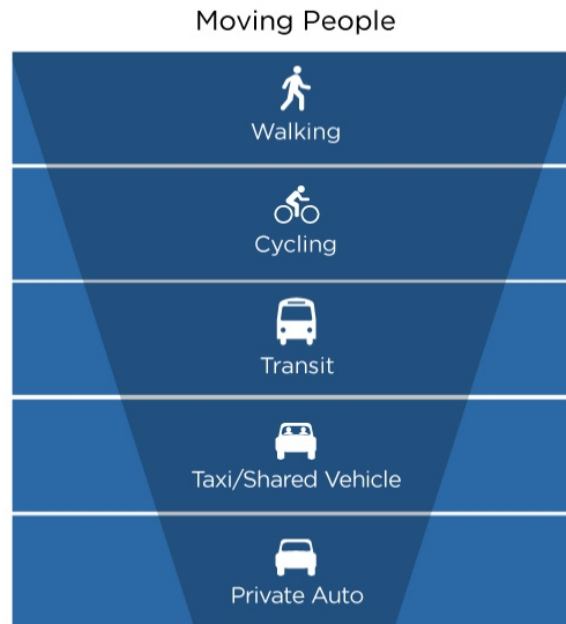 Moving People
Walking
Cycling
Transit
Taxi/Shared Vehicle
Private Auto